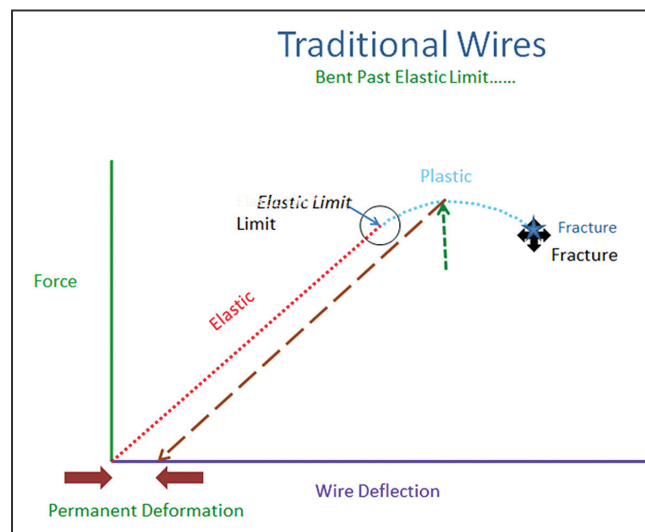 Traditional Wires
Bent Past Elastic Limit......
Plastic
Elastic Limit
Limit
Fracture
Fracture
Force
Elastic
Wire Deflection
Permanent Deformation